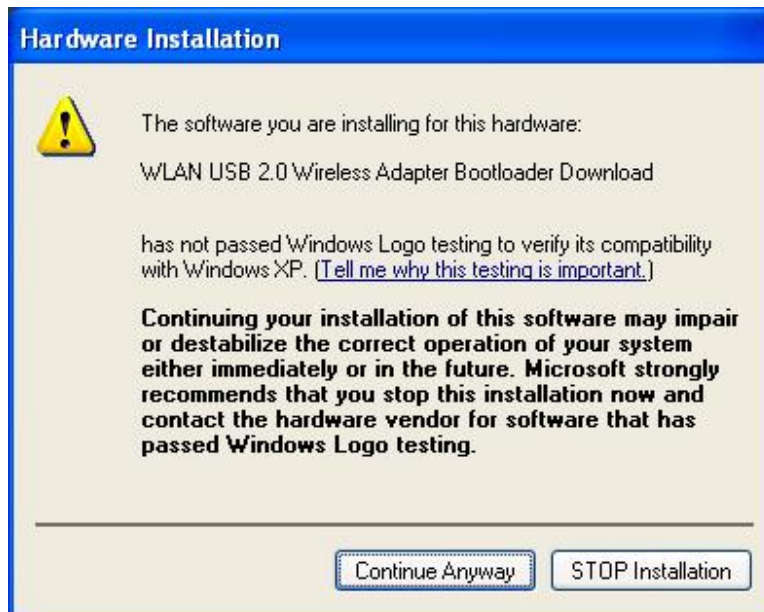 Hardware Installation
The software you are installing for this hardware:
WLAN USB 2.0 Wireless Adapter Bootloader Download
has not passed Windows Logo testing to verify its compatibility
with Windows XP. (Tell me why this testing is important.)
Continuing your installation of this software may impair
or destabilize the correct operation of your system
either immediately or in the future. Microsoft strongly
recommends that you stop this installation now and
contact the hardware vendor for software that has
passed Windows Logo testing.
Continue Anyway
STOP Installation